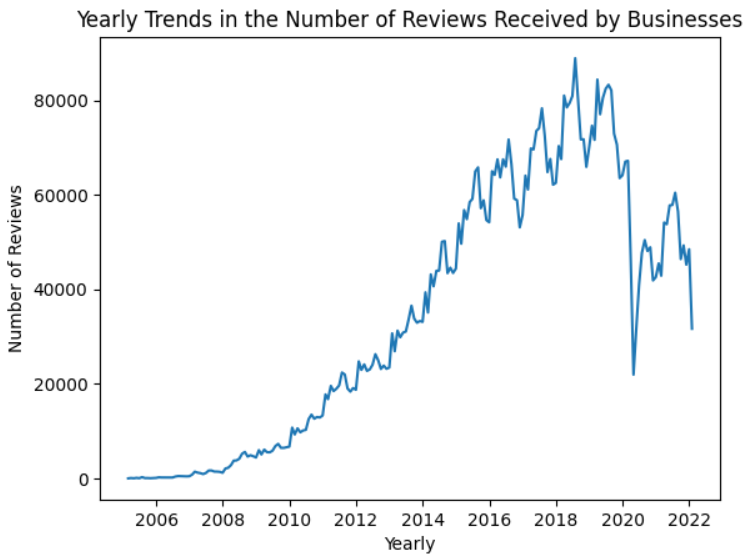 Yearly Trends in the Number of Reviews Received by Businesses
80000
60000
40000
20000
0
Number of Reviews
2006 2008 2010 2012 2014 2016 2018 2020 2022
Yearly